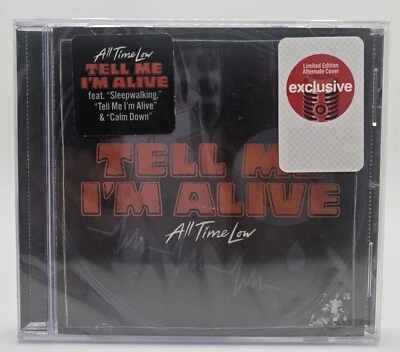 All Time Low
TELL ME
I'M ALIVE
feat. "Sleepwalking,"
"Tell Me I'm Alive"
& "Calm Down"
Limited Edition
Alternate Cover
exclusive
TELL ME
I'M ALIVE
All Time Low